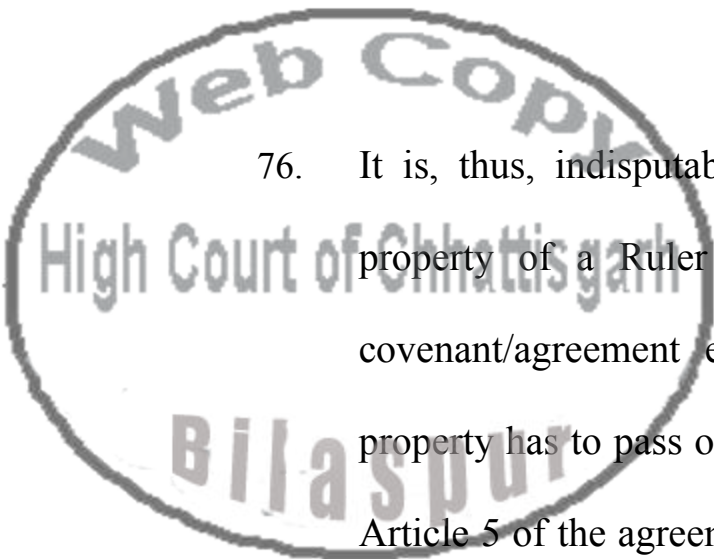 Web Copy
76. It is, thus, indisputab
High Court of Chhattisgarh
property of a Ruler
covenant/agreement e
property has to pass o
Bilaspur
Article 5 of the agreen